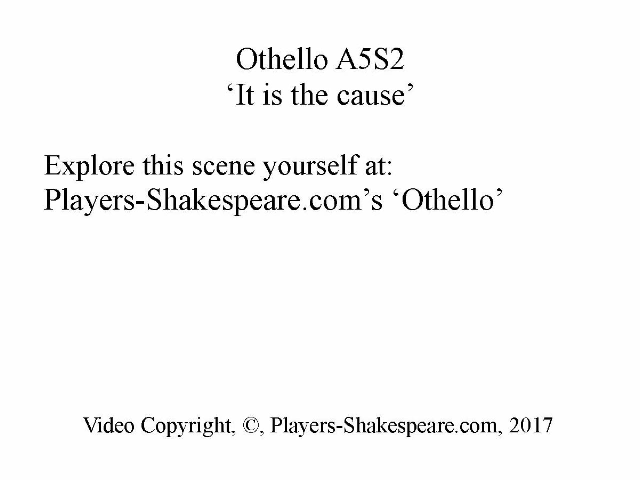 Othello A5S2
‘It is the cause’
Explore this scene yourself at:
Players-Shakespeare.com’s ‘Othello’
Video Copyright, ©, Players-Shakespeare.com, 2017